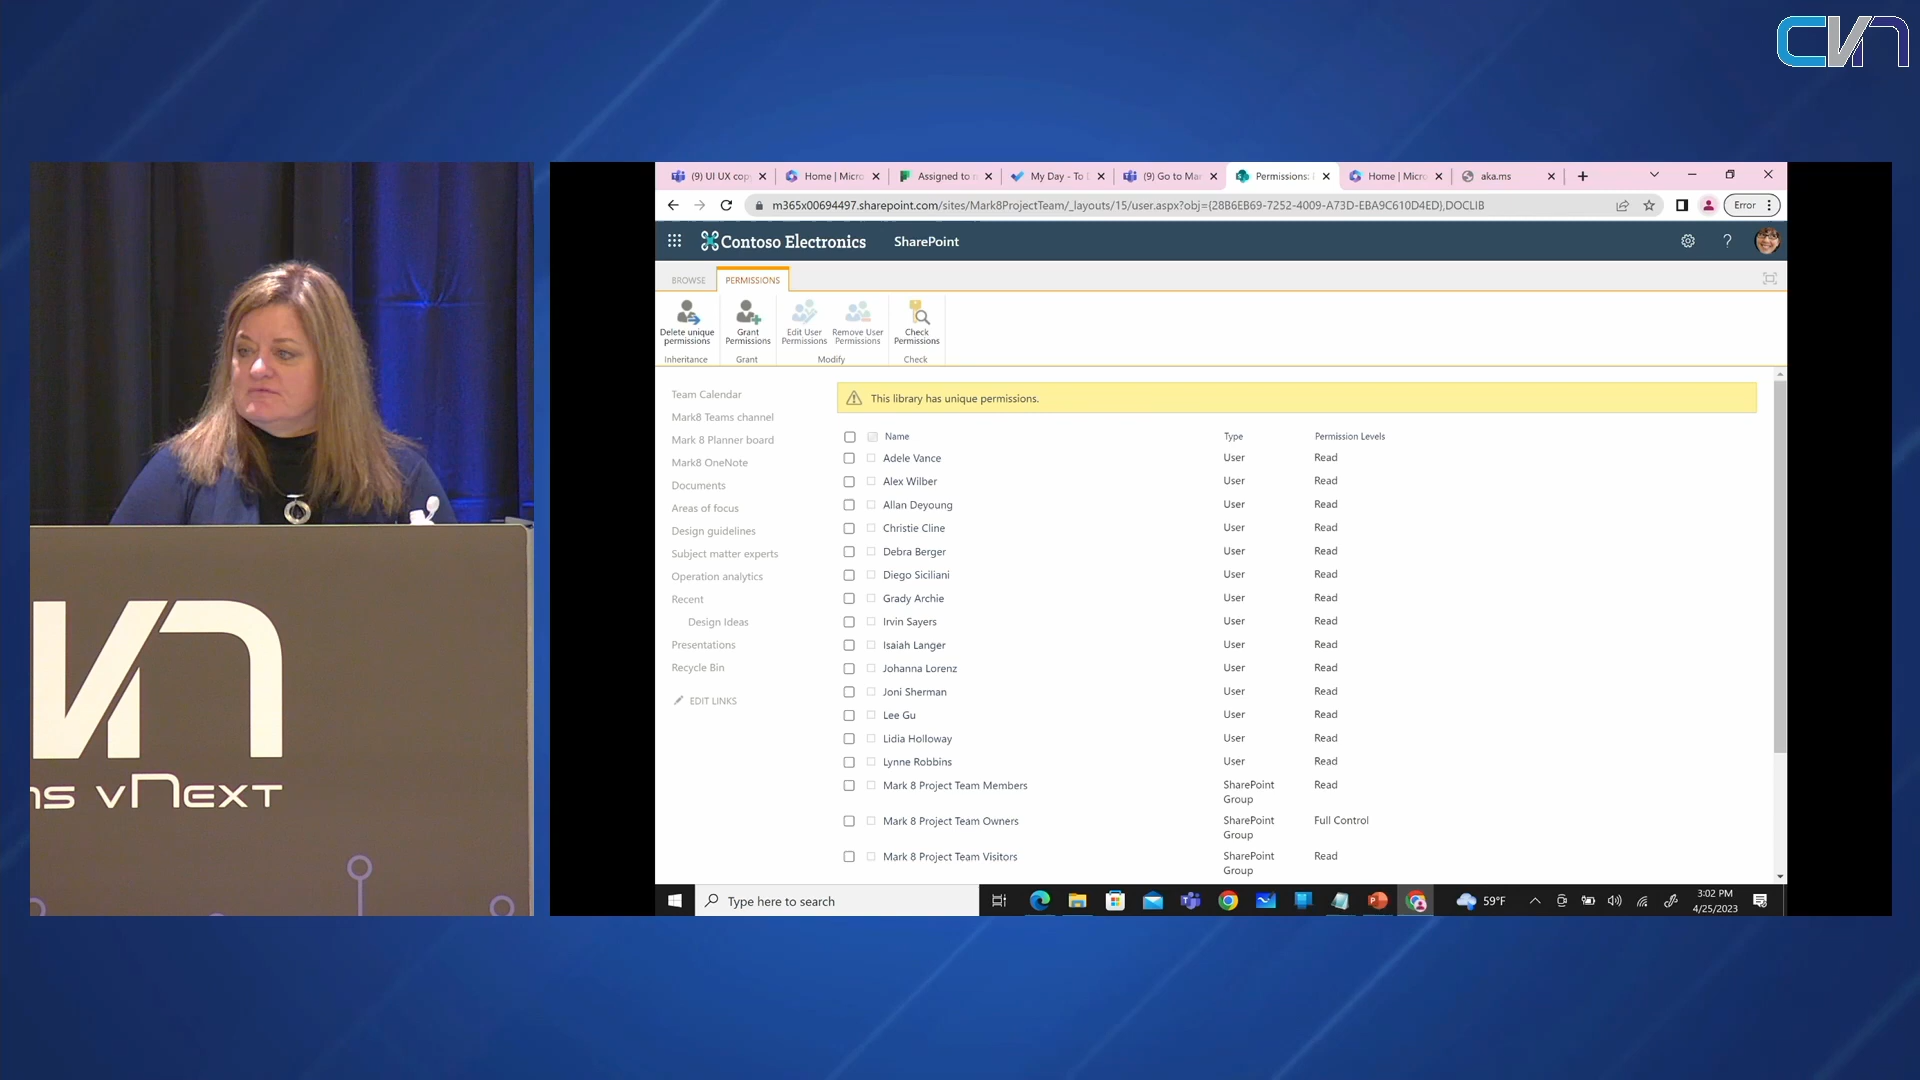 CVN
(9) UI UX cop
Home | Micro
Assigned to m
My Day - To D
(9) Go to Mar
Permissions:
Home | Micro
aka.ms
m365x00694497.sharepoint.com/sites/Mark8ProjectTeam/_layouts/15/user.aspx?obj={28B6EB69-7252-4009-A73D-EBA9C610D4ED},DOCLIB
Error
Contoso Electronics SharePoint
BROWSE PERMISSIONS
Delete unique permissions
Grant Permissions
Edit User Permissions
Remove User Permissions
Check Permissions
Inheritance Grant Modify Check
Team Calendar
Mark8 Teams channel
Mark 8 Planner board
Mark8 OneNote
Documents
Areas of focus
Design guidelines
Subject matter experts
Operation analytics
Recent
Design Ideas
Presentations
Recycle Bin
EDIT LINKS
This library has unique permissions.
Name Type Permission Levels
Adele Vance User Read
Alex Wilber User Read
Allan Deyoung User Read
Christie Cline User Read
Debra Berger User Read
Diego Siciliani User Read
Grady Archie User Read
Irvin Sayers User Read
Isaiah Langer User Read
Johanna Lorenz User Read
Joni Sherman User Read
Lee Gu User Read
Lidia Holloway User Read
Lynne Robbins User Read
Mark 8 Project Team Members SharePoint Group Read
Mark 8 Project Team Owners SharePoint Group Full Control
Mark 8 Project Team Visitors SharePoint Group Read
Type here to search
59°F
3:02 PM
4/25/2023
VN
ns vNext